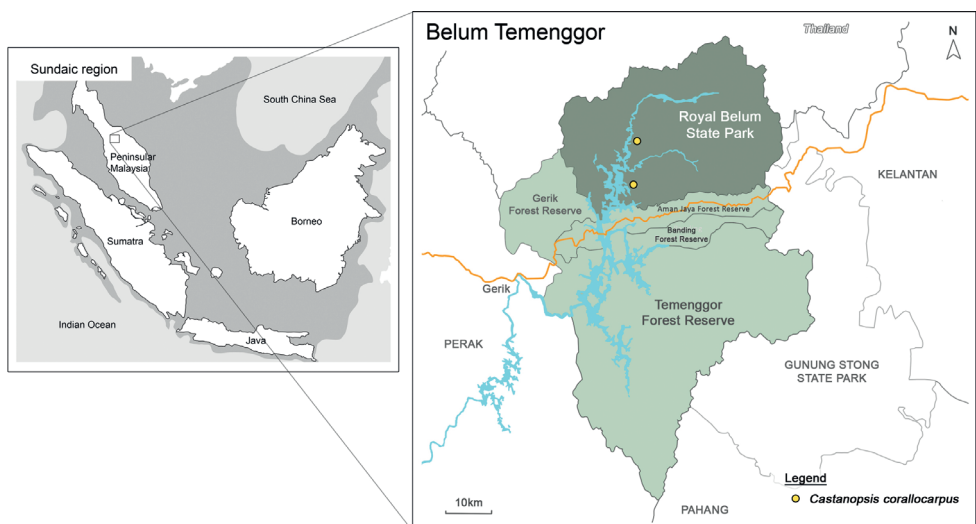 Sundaic region
South China Sea
Peninsular
Malaysia
Borneo
Sumatra
Indian Ocean
Java
Belum Temenggor
Thailand
N
Royal Belum
State Park
KELANTAN
Gerik
Forest Reserve
Aman Jaya Forest Reserve
Banding
Forest Reserve
Gerik
Temenggor
Forest Reserve
PERAK
GUNUNG STONG
STATE PARK
Legend
Castanopsis corallocarpus
10km
PAHANG